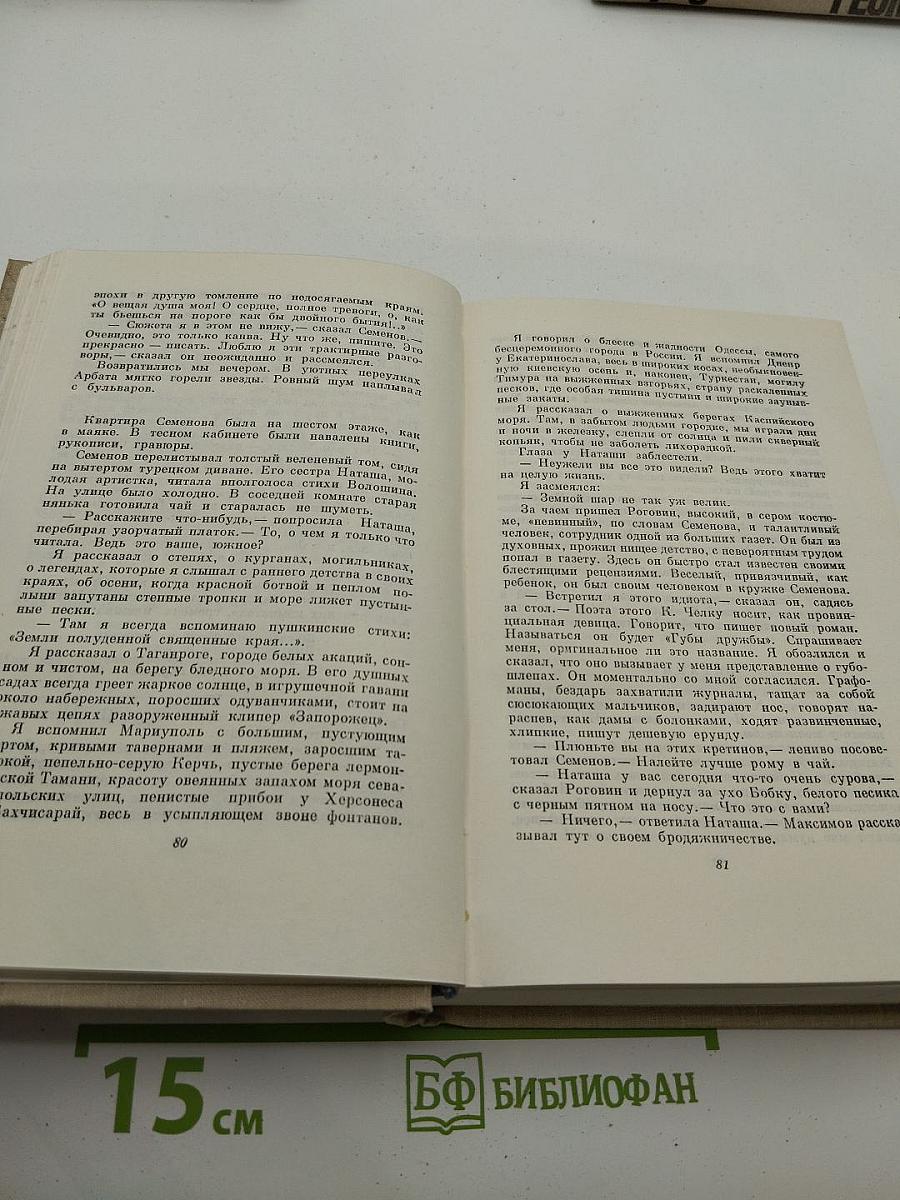 эпохи в другую томление по недосягаемым краям.
«О вещая душа моя! О сердце, полное тревоги, о, как
ты бьешься на пороге как бы двойного бытия!..»
— Сюжета я в этом не вижу,— сказал Семенов.—
Очевидно, это только канва. Ну что же, пишите. Это
прекрасно — писать. Люблю я эти трактирные разго-
воры,— сказал он неожиданно и рассмеялся.
Возвратились мы вечером. В уютных переулках
Арбата мягко горели звезды. Ровный шум наплывал
с бульваров.
Квартира Семенова была на шестом этаже, как
в маяке. В тесном кабинете были навалены книги,
рукописи, гравюры.
Семенов перелистывал толстый веленевый том, сидя
на вытертом турецком диване. Его сестра Наташа, мо-
лодая артистка, читала вполголоса стихи Волошина.
На улице было холодно. В соседней комнате старая
нянька готовила чай и старалась не шуметь.
— Расскажите что-нибудь,— попросила Наташа,
перебирая узорчатый платок.— То, о чем я только что
читала. Ведь это ваше, южное?
Я рассказал о степях, о курганах, могильниках,
о легендах, которые я слышал с раннего детства в своих
краях, об осени, когда красной ботвой и пеплом по-
лыни запутаны степные тропки и море лижет пустын-
ные пески.
— Там я всегда вспоминаю пушкинские стихи:
«Земли полуденной священные края...».
Я рассказал о Таганроге, городе белых акаций, сон-
ном и чистом, на берегу бледного моря. В его душных
садах всегда греет жаркое солнце, в игрушечной гавани
около набережных, поросших одуванчиками, стоит на
жавых цепях разоруженный клипер «Запорожец».
Я вспомнил Мариуполь с большим, пустующим
ртом, кривыми тавернами и пляжем, заросшим та-
кой, пепельно-серую Керчь, пустые берега лермон-
ской Тамани, красоту овеянных запахом моря сева-
польских улиц, пенистые прибои у Херсонеса
Бахчисарай, весь в усыпляющем звоне фонтанов.
80
Я говорил о блеске и жадности Одессы, самого
бесцеремонного города в России. Я вспомнил Днепр
у Екатеринослава, весь в широких косах, необыкновен-
ную киевскую осень и, наконец, Туркестан, могилу
Тимура на выжженных взгорьях, страну раскаленных
песков, где особая тишина пустыни и широкие зауныв-
ные закаты.
Я рассказал о выжженных берегах Каспийского
моря. Там, в забытом людьми городке, мы играли дни
и ночи в железку, слепли от солнца и пили скверный
коньяк, чтобы не заболеть лихорадкой.
Глаза у Наташи заблестели.
— Неужели вы все это видели? Ведь этого хватит
на целую жизнь.
Я засмеялся:
— Земной шар не так уж велик.
За чаем пришел Роговин, высокий, в сером костю-
ме, «невинный», по словам Семенова, и талантливый
человек, сотрудник одной из больших газет. Он был из
духовных, прожил нищее детство, с невероятным трудом
попал в газету. Здесь он быстро стал известен своими
блестящими рецензиями. Веселый, привязчивый, как
ребенок, он был своим человеком в кружке Семенова.
— Встретил я этого идиота,— сказал он, садясь
за стол.— Поэта этого К. Челку носит, как провин-
циальная девица. Говорит, что пишет новый роман.
Называться он будет «Губы дружбы». Спрашивает
меня, оригинальное ли это название. Я обозлился и
сказал, что оно вызывает у меня представление о губо-
шлепах. Он моментально со мной согласился. Графо-
маны, бездарь захватили журналы, тащат за собой
сюсюкающих мальчиков, задирают нос, говорят на-
распев, как дамы с болонками, ходят развинченные,
хлипкие, пишут дешевую ерунду.
— Плюньте вы на этих кретинов,— лениво посове-
товал Семенов.— Налейте лучше рому в чай.
— Наташа у вас сегодня что-то очень сурова,—
сказал Роговин и дернул за ухо Бобку, белого песика
с черным пятном на носу.— Что это с вами?
— Ничего,— ответила Наташа.— Максимов расска
зывал тут о своем бродяжничестве.
81
15 см
БФ БИБЛИОФАН